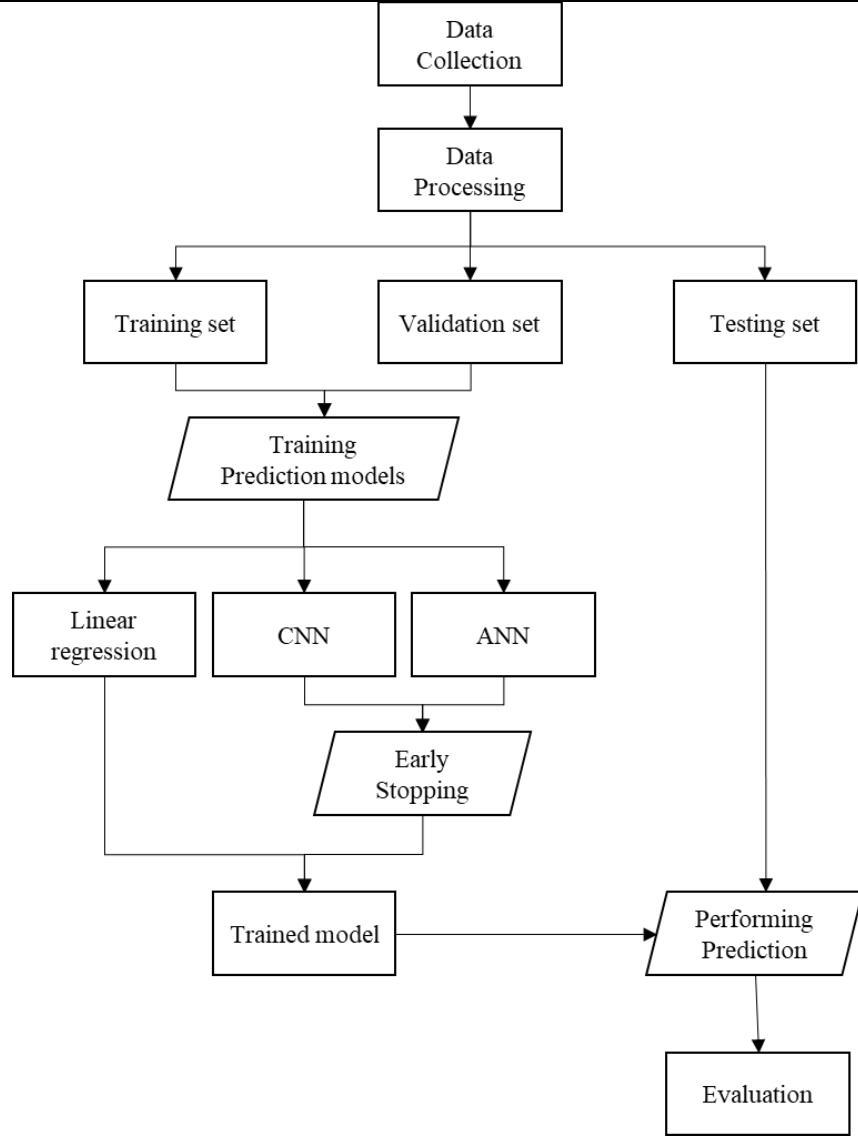 Data
Collection
Data
Processing
Training set
Validation set
Testing set
Training
Prediction models
Linear
regression
CNN
ANN
Early
Stopping
Trained model
Performing
Prediction
Evaluation